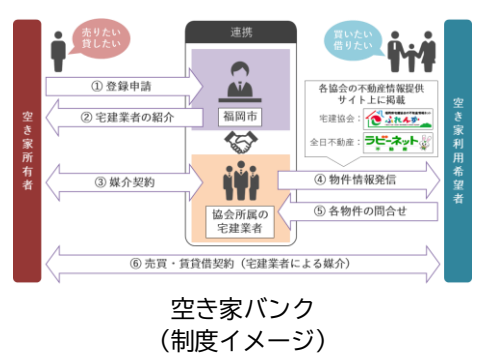 売りたい
貸したい
連携
買いたい
借りたい
① 登録申請
② 宅建業者の紹介
福岡市
各協会の不動産情報提供
サイト上に掲載
宅建協会：
ふれんず
全日不動産：
ラビーネット
不動産
空き家所有者
空き家利用希望者
③ 媒介契約
④ 物件情報発信
⑤ 各物件の問合せ
協会所属の
宅建業者
⑥ 売買・賃貸借契約（宅建業者による媒介）
空き家バンク
（制度イメージ）